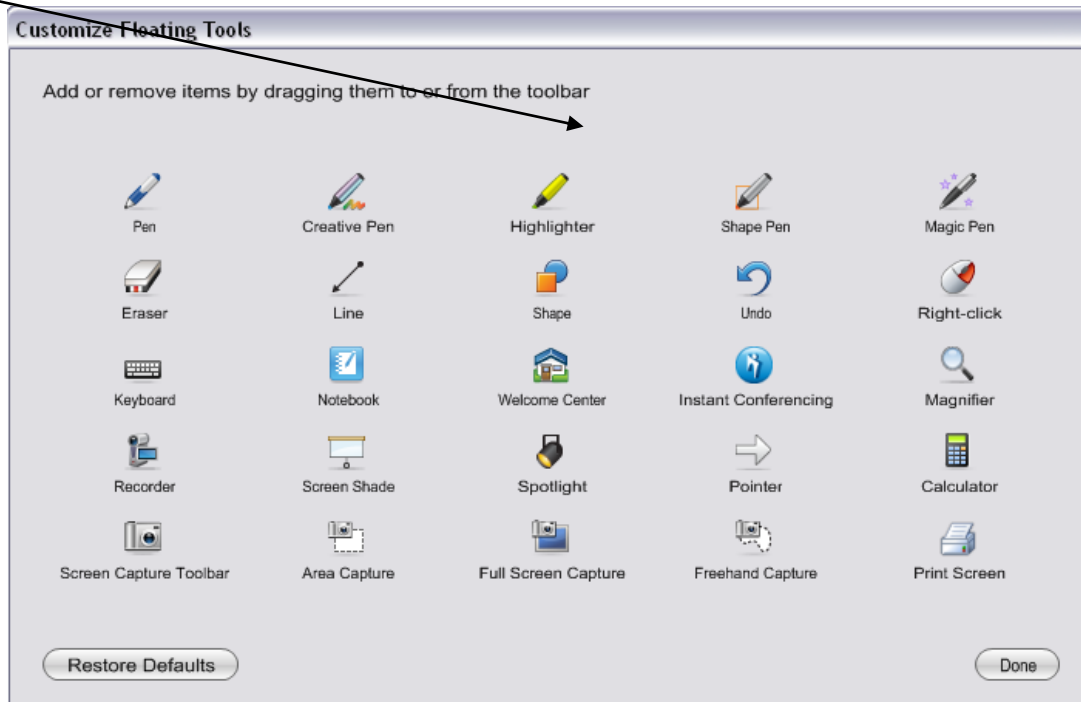 Customize Floating Tools
Add or remove items by dragging them to or from the toolbar
Pen Creative Pen Highlighter Shape Pen Magic Pen
Eraser Line Shape Undo Right-click
Keyboard Notebook Welcome Center Instant Conferencing Magnifier
Recorder Screen Shade Spotlight Pointer Calculator
Screen Capture Toolbar Area Capture Full Screen Capture Freehand Capture Print Screen
Restore Defaults Done